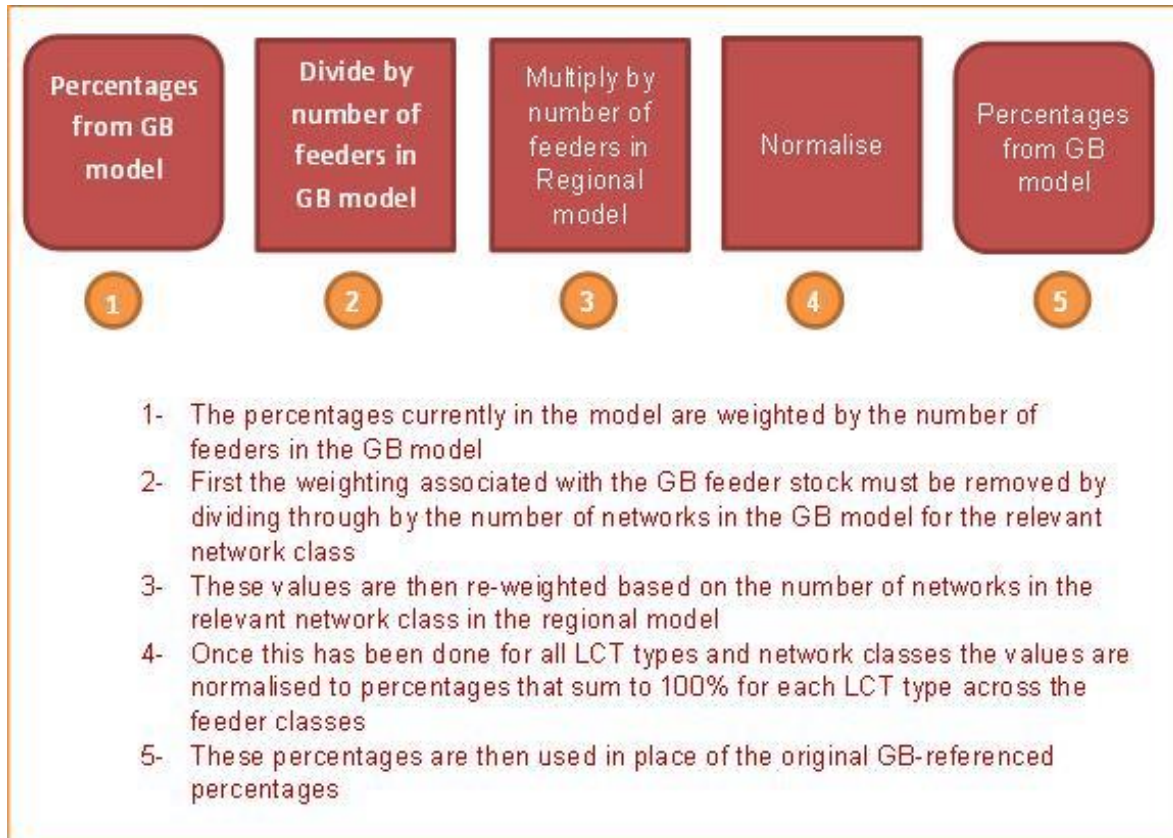 Percentages
from GB
model
Divide by
number of
feeders in
GB model
Multiply by
number of
feeders in
Regional
model
Normalise
Percentages
from GB
model
1
2
3
4
5
1- The percentages currently in the model are weighted by the number of
feeders in the GB model
2- First the weighting associated with the GB feeder stock must be removed by
dividing through by the number of networks in the GB model for the relevant
network class
3- These values are then re-weighted based on the number of networks in the
relevant network class in the regional model
4- Once this has been done for all LCT types and network classes the values are
normalised to percentages that sum to 100% for each LCT type across the
feeder classes
5- These percentages are then used in place of the original GB-referenced
percentages